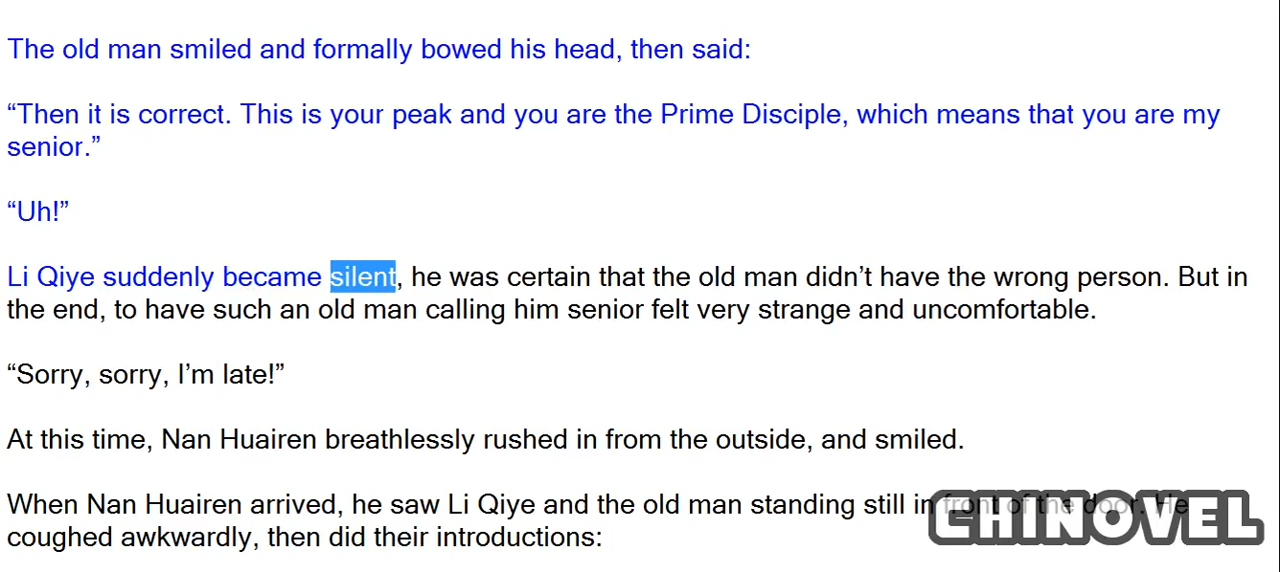 The old man smiled and formally bowed his head, then said:
“Then it is correct. This is your peak and you are the Prime Disciple, which means that you are my
senior.”
“Uh!”
Li Qiye suddenly became silent, he was certain that the old man didn’t have the wrong person. But in
the end, to have such an old man calling him senior felt very strange and uncomfortable.
“Sorry, sorry, I’m late!”
At this time, Nan Huairen breathlessly rushed in from the outside, and smiled.
When Nan Huairen arrived, he saw Li Qiye and the old man standing still in front of the door. He
coughed awkwardly, then did their introductions:
CHINOVEL